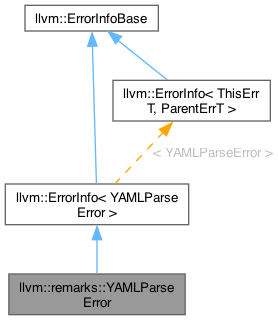 llvm::ErrorInfoBase
llvm::ErrorInfo< ThisErr
T, ParentErrT >
< YAMLParseError >
llvm::ErrorInfo< YAMLParse
Error >
llvm::remarks::YAMLParse
Error